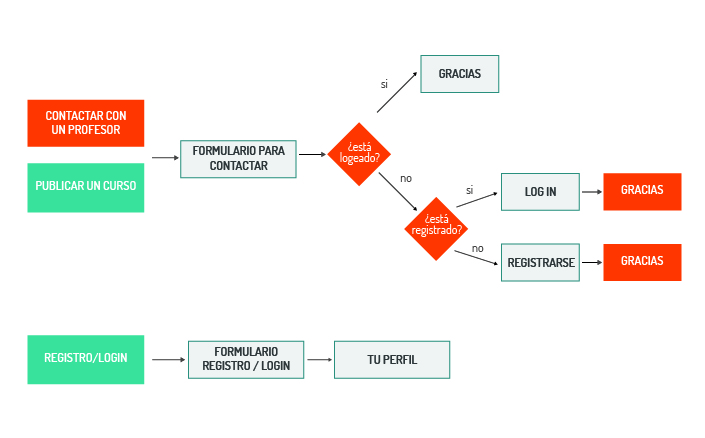 CONTACTAR CON
UN PROFESOR
PUBLICAR UN CURSO
FORMULARIO PARA
CONTACTAR
¿está
logeado?
si
GRACIAS
no
¿está
registrado?
si
LOG IN
GRACIAS
no
REGISTRARSE
GRACIAS
REGISTRO/LOGIN
FORMULARIO
REGISTRO / LOGIN
TU PERFIL